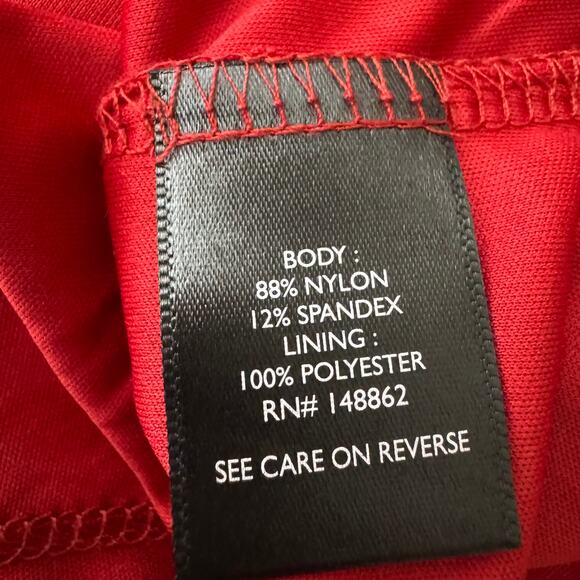 BODY :
88% NYLON
12% SPANDEX
LINING :
100% POLYESTER
RN# 148862
SEE CARE ON REVERSE